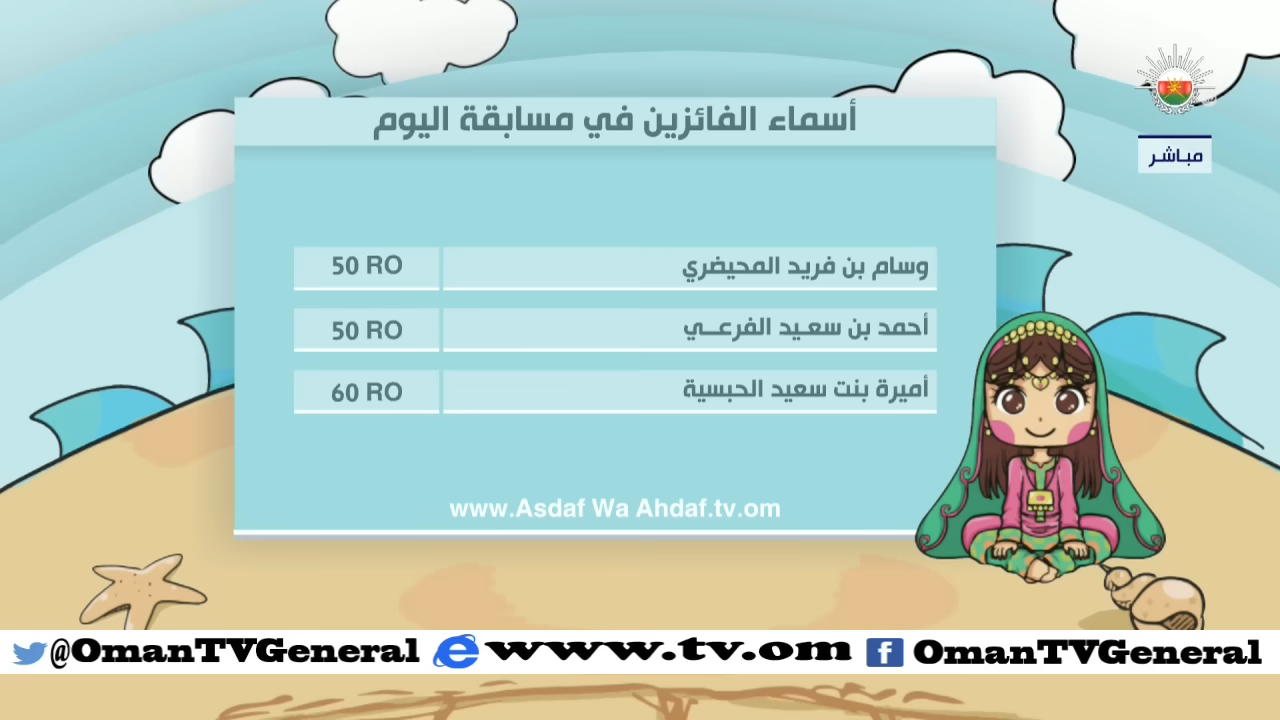 أسماء الفائزين في مسابقة اليوم
مباشر
وسام بن فريد المحيضري 50 RO
أحمد بن سعـيد الفرعــي 50 RO
أميرة بنت سعيد الحبسية 60 RO
www.Asdaf Wa Ahdaf.tv.om
@OmanTVGeneral www.tv.om OmanTVGeneral